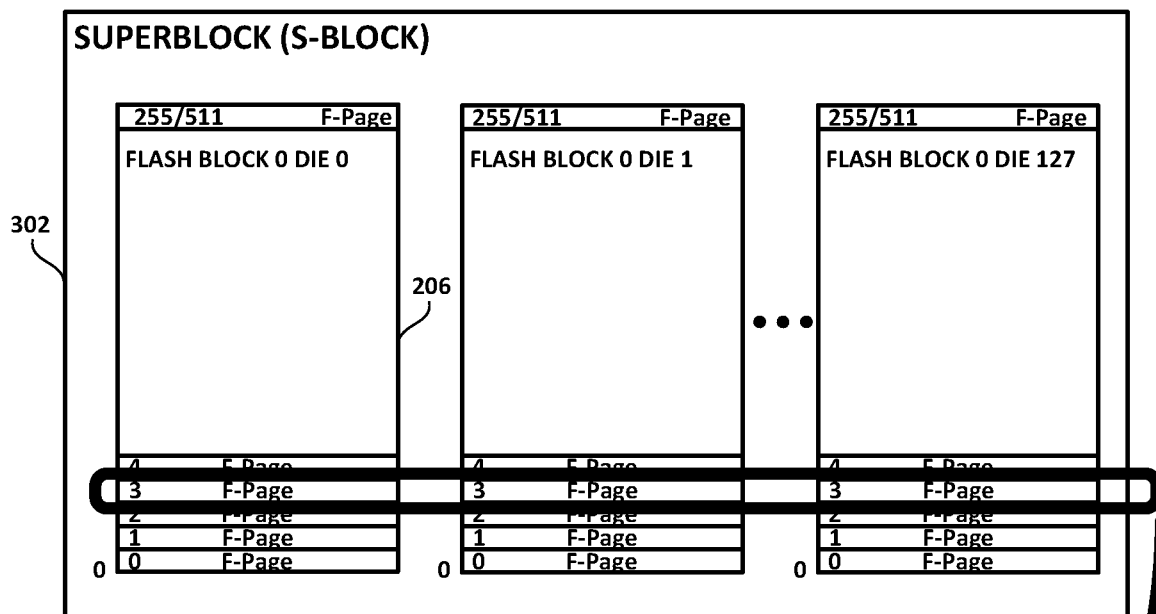 SUPERBLOCK (S-BLOCK)
255/511 F-Page 255/511 F-Page 255/511 F-Page
FLASH BLOCK 0 DIE 0 FLASH BLOCK 0 DIE 1 FLASH BLOCK 0 DIE 127
302
206
4 F-Page 4 F-Page 4 F-Page
3 F-Page 3 F-Page 3 F-Page
2 F-Page 2 F-Page 2 F-Page
1 F-Page 1 F-Page 1 F-Page
0 0 F-Page 0 0 F-Page 0 0 F-Page